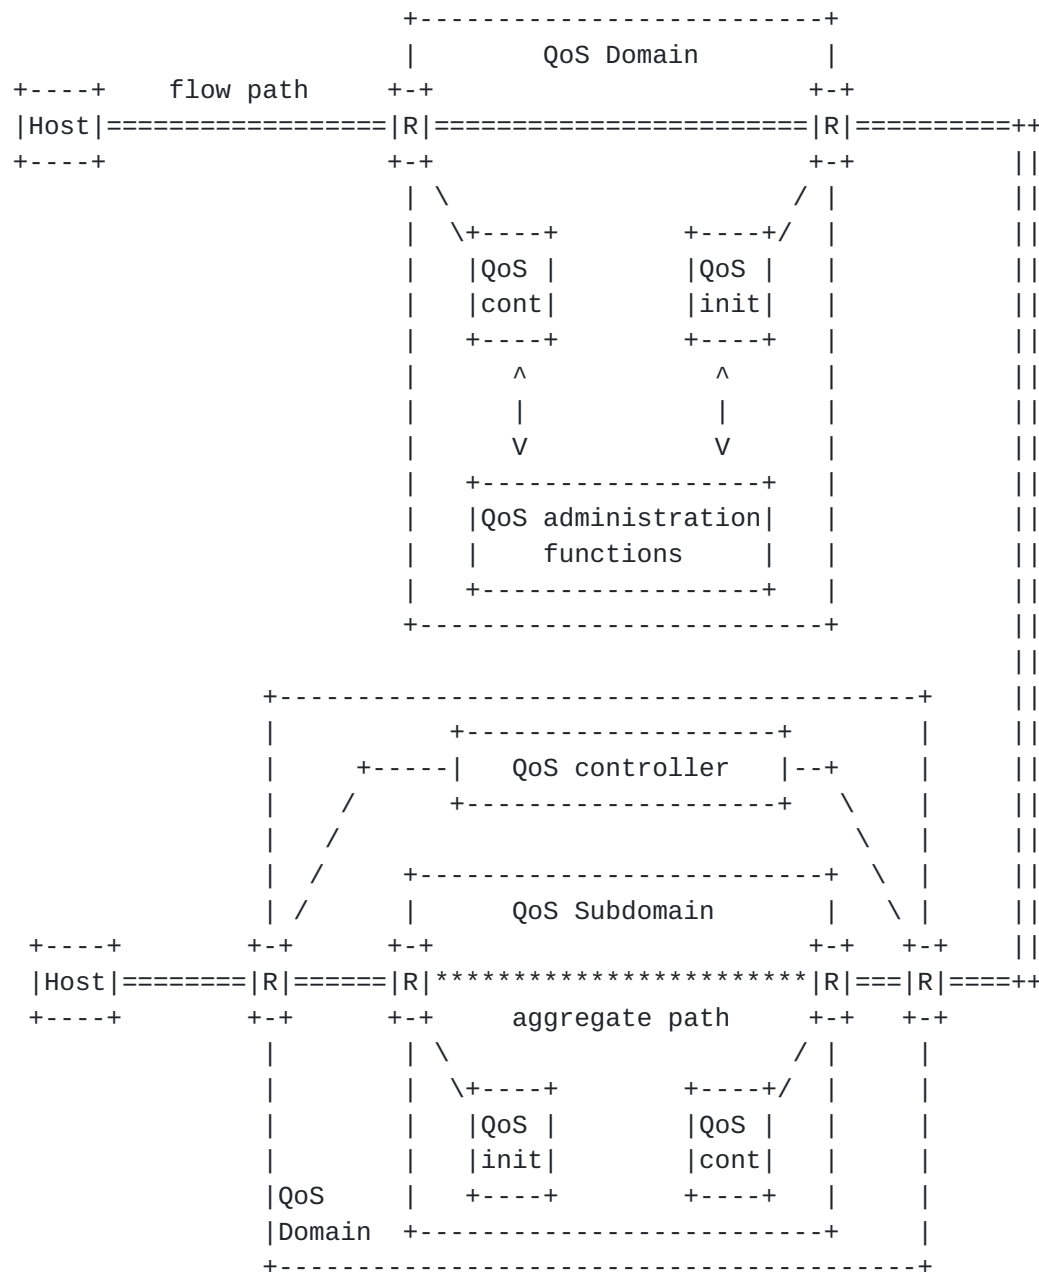 QoS Domain
flow path
Host R R
QoS QoS
cont init
V V
QoS administration
functions
QoS controller
QoS Subdomain
Host R R R R
aggregate path
QoS QoS
init cont
QoS
Domain